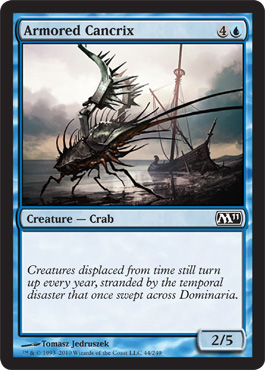 Armored Cancrix 4
Creature — Crab M11
Creatures displaced from time still turn
up every year, stranded by the temporal
disaster that once swept across Dominaria.
2/5
Tomasz Jedruszek
™ & © 1993–2010 Wizards of the Coast LLC 44/249